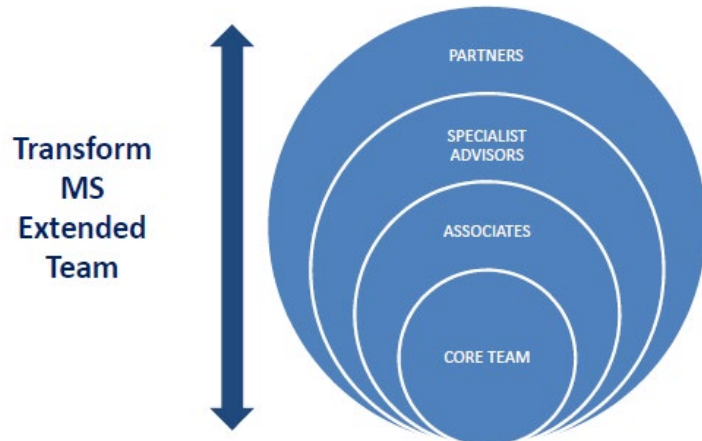 Transform
MS
Extended
Team
PARTNERS
SPECIALIST
ADVISORS
ASSOCIATES
CORE TEAM